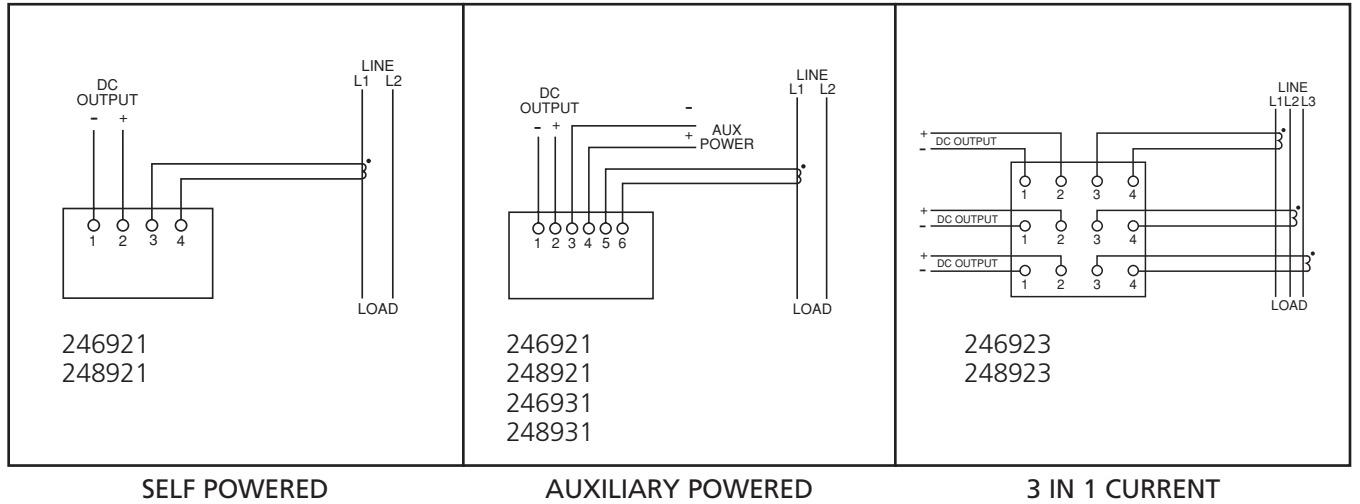 DC
OUTPUT
- +
LINE
L1 L2
1 2 3 4
LOAD
246921
248921
SELF POWERED
DC
OUTPUT
- +
-
+ AUX
POWER
LINE
L1 L2
1 2 3 4 5 6
LOAD
246921
248921
246931
248931
AUXILIARY POWERED
LINE
L1 L2 L3
+
- DC OUTPUT
1 2 3 4
+
- DC OUTPUT
1 2 3 4
+
- DC OUTPUT
1 2 3 4
LOAD
246923
248923
3 IN 1 CURRENT